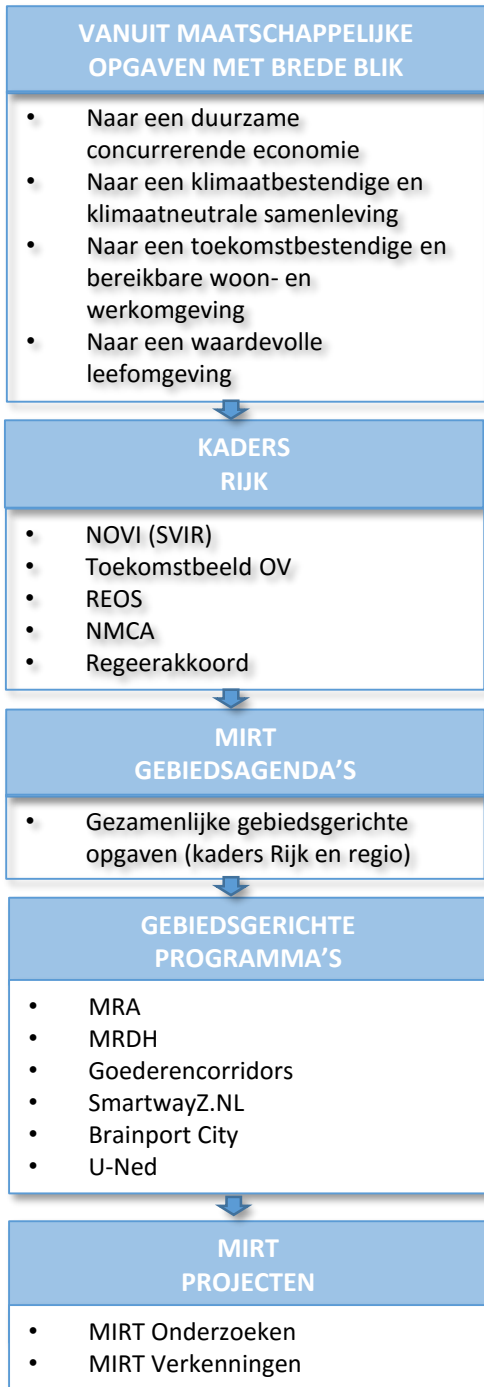 VANUIT MAATSCHAPPELIJKE
OPGAVEN MET BREDE BLIK
• Naar een duurzame
concurrerende economie
• Naar een klimaatbestendige en
klimaatneutrale samenleving
• Naar een toekomstbestendige en
bereikbare woon- en
werkomgeving
• Naar een waardevolle
leefomgeving
KADERS
RIJK
• NOVI (SVIR)
• Toekomstbeeld OV
• REOS
• NMCA
• Regeerakkoord
MIRT
GEBIEDSAGENDA’S
• Gezamenlijke gebiedsgerichte
opgaven (kaders Rijk en regio)
GEBIEDSGERICHTE
PROGRAMMA’S
• MRA
• MRDH
• Goederencorridors
• SmartwayZ.NL
• Brainport City
• U-Ned
MIRT
PROJECTEN
• MIRT Onderzoeken
• MIRT Verkenningen